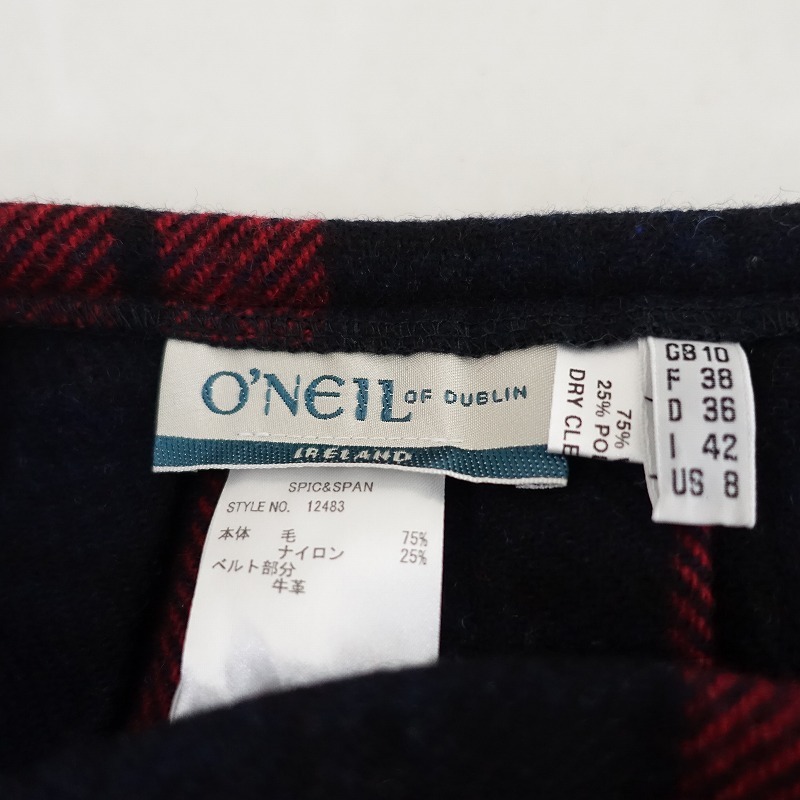 O'NEIL OF DUBLIN
IRELAND
SPIC&SPAN
STYLE NO. 12483
本体 毛 75%
ナイロン 25%
ベルト部分
牛革
75%
25% PO
DRY CLE
GB 10
F 38
D 36
I 42
US 8